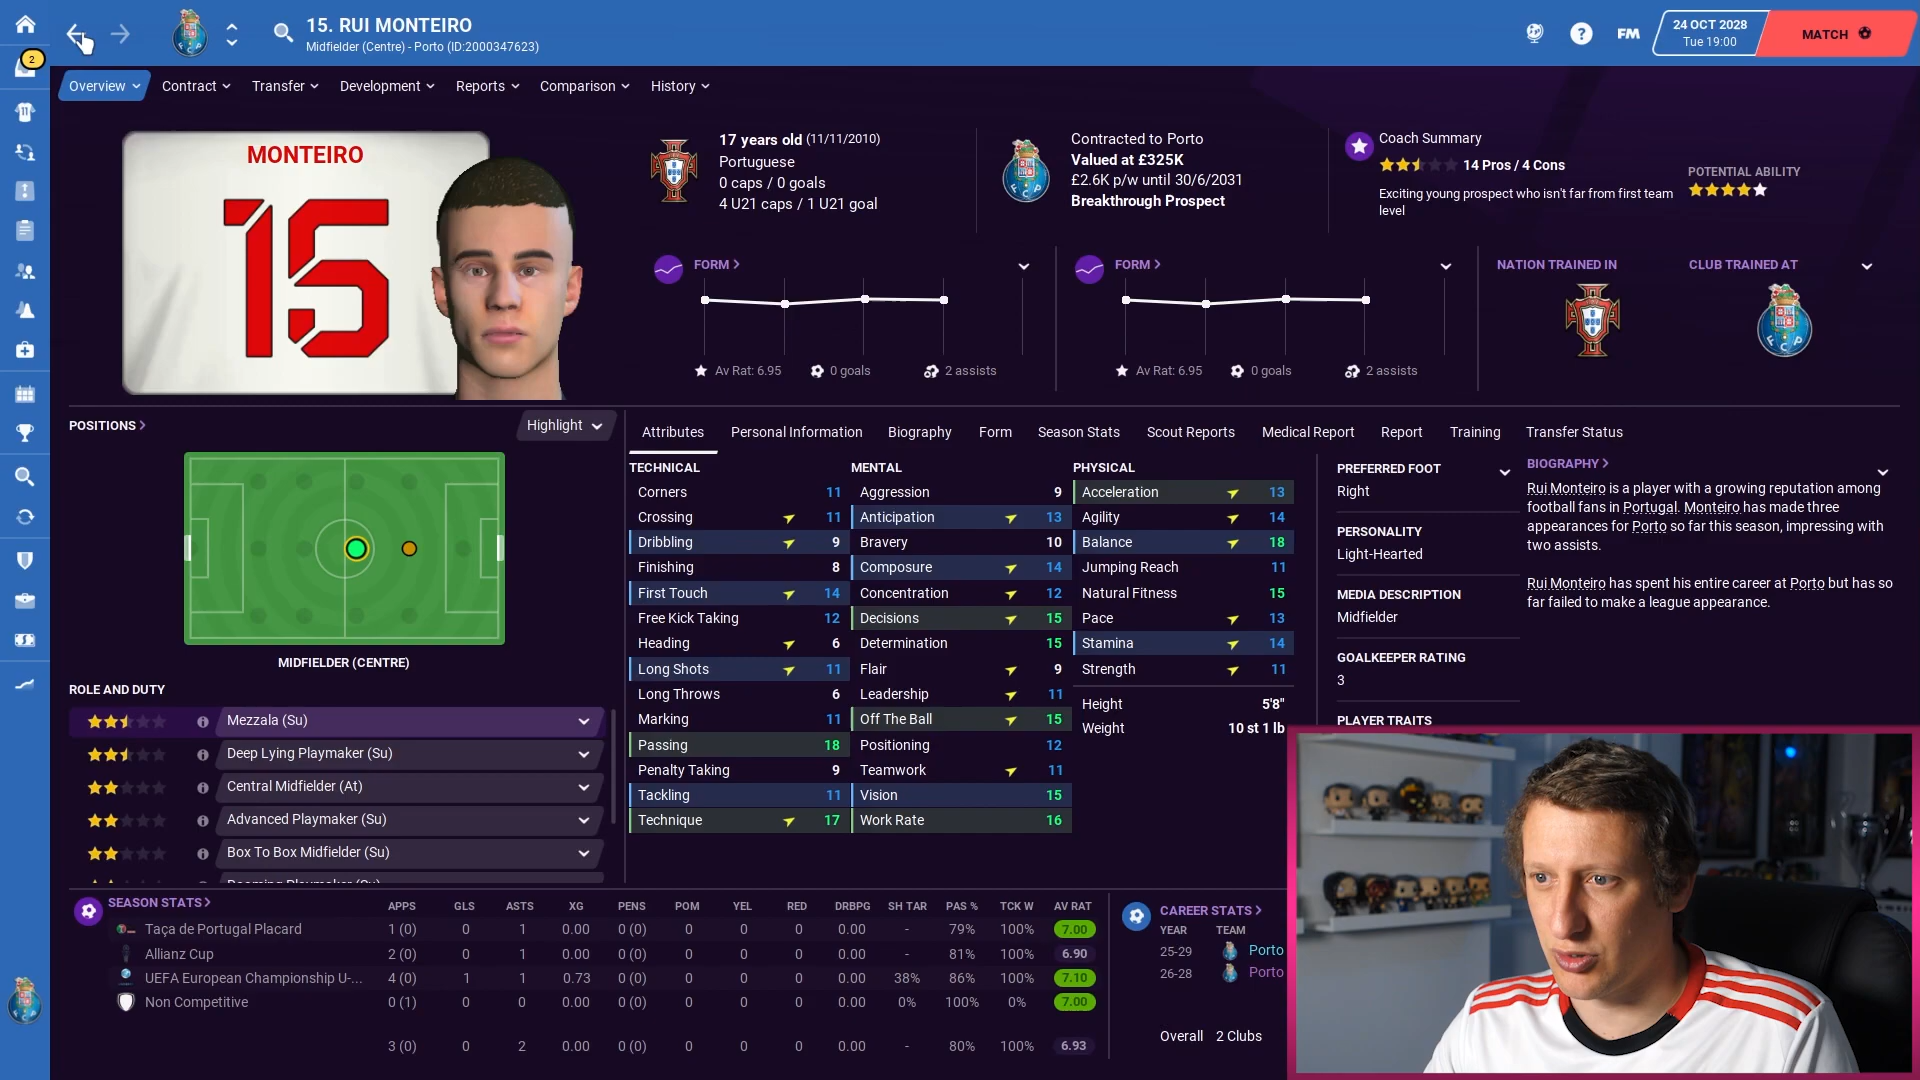 2
15. RUI MONTEIRO
Midfielder (Centre) - Porto (ID:2000347623)
FM
24 OCT 2028
Tue 19:00
MATCH
Overview
Contract
Transfer
Development
Reports
Comparison
History
MONTEIRO
15
17 years old (11/11/2010)
Portuguese
0 caps / 0 goals
4 U21 caps / 1 U21 goal
Contracted to Porto
Valued at £325K
£2.6K p/w until 30/6/2031
Breakthrough Prospect
Coach Summary
14 Pros / 4 Cons
Exciting young prospect who isn't far from first team
level
POTENTIAL ABILITY
FORM
Av Rat: 6.95
0 goals
2 assists
FORM
Av Rat: 6.95
0 goals
2 assists
NATION TRAINED IN
CLUB TRAINED AT
POSITIONS
Highlight
MIDFIELDER (CENTRE)
ROLE AND DUTY
Mezzala (Su)
Deep Lying Playmaker (Su)
Central Midfielder (At)
Advanced Playmaker (Su)
Box To Box Midfielder (Su)
Attributes
Personal Information
Biography
Form
Season Stats
Scout Reports
Medical Report
Report
Training
Transfer Status
TECHNICAL
Corners 11
Crossing 11
Dribbling 9
Finishing 8
First Touch 14
Free Kick Taking 12
Heading 6
Long Shots 11
Long Throws 6
Marking 11
Passing 18
Penalty Taking 9
Tackling 11
Technique 17
MENTAL
Aggression 9
Anticipation 13
Bravery 10
Composure 14
Concentration 12
Decisions 15
Determination 15
Flair 9
Leadership 11
Off The Ball 15
Positioning 12
Teamwork 11
Vision 15
Work Rate 16
PHYSICAL
Acceleration 13
Agility 14
Balance 18
Jumping Reach 11
Natural Fitness 15
Pace 13
Stamina 14
Strength 11
Height 5'8"
Weight 10 st 1 lb
PREFERRED FOOT
Right
PERSONALITY
Light-Hearted
MEDIA DESCRIPTION
Midfielder
GOALKEEPER RATING
3
PLAYER TRAITS
BIOGRAPHY
Rui Monteiro is a player with a growing reputation among
football fans in Portugal. Monteiro has made three
appearances for Porto so far this season, impressing with
two assists.
Rui Monteiro has spent his entire career at Porto but has so
far failed to make a league appearance.
SEASON STATS APPS GLS ASTS XG PENS POM YEL RED DRBPG SH TAR PAS % TCK W AV RAT
Taça de Portugal Placard 1 (0) 0 1 0.00 0 (0) 0 0 0 0.00 - 79% 100% 7.00
Allianz Cup 2 (0) 0 1 0.00 0 (0) 0 0 0 0.00 - 81% 100% 6.90
UEFA European Championship U-... 4 (0) 1 1 0.73 0 (0) 0 0 0 0.00 38% 86% 100% 7.10
Non Competitive 0 (1) 0 0 0.00 0 (0) 0 0 0 0.00 0% 100% 0% 7.00
3 (0) 0 2 0.00 0 (0) 0 0 0 0.00 - 80% 100% 6.93
CAREER STATS
YEAR TEAM
25-29 Porto
26-28 Porto
Overall 2 Clubs